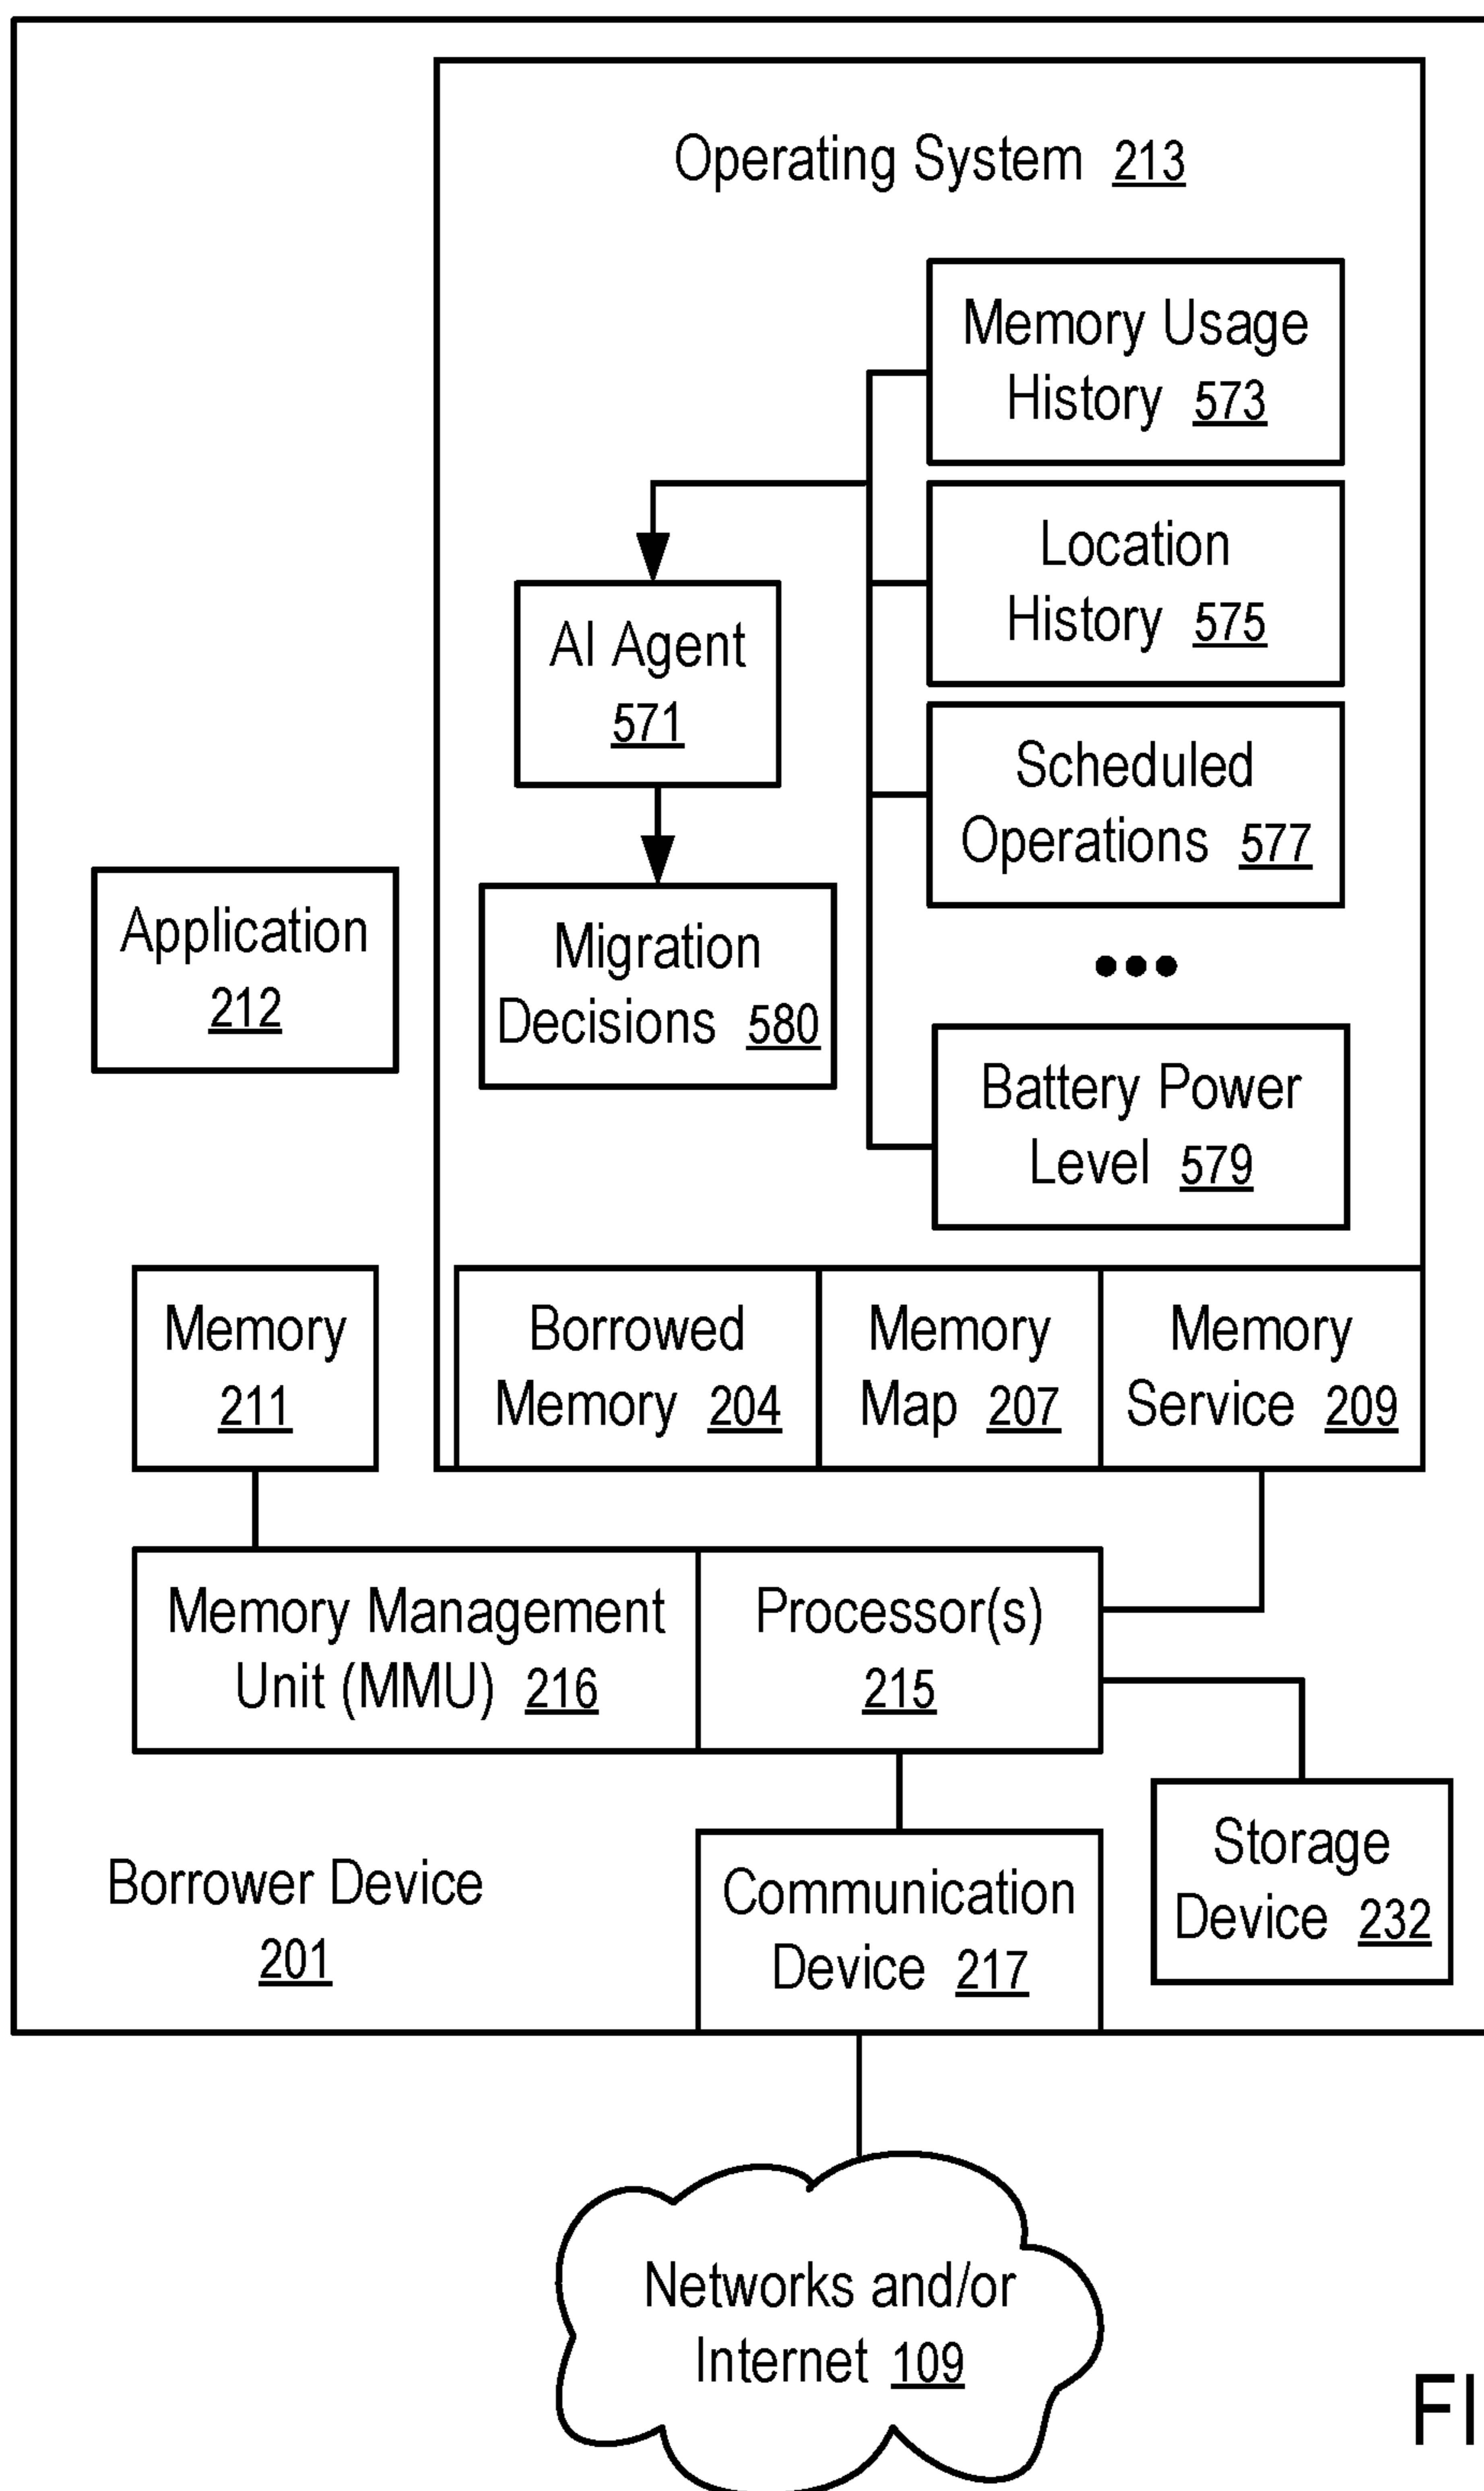 Operating System 213
Memory Usage
History 573
Location
History 575
AI Agent
571
Scheduled
Operations 577
Application
212
Migration
Decisions 580
Battery Power
Level 579
Memory
211
Borrowed
Memory 204
Memory
Map 207
Memory
Service 209
Memory Management
Unit (MMU) 216
Processor(s)
215
Storage
Device 232
Borrower Device
201
Communication
Device 217
Networks and/or
Internet 109
FI